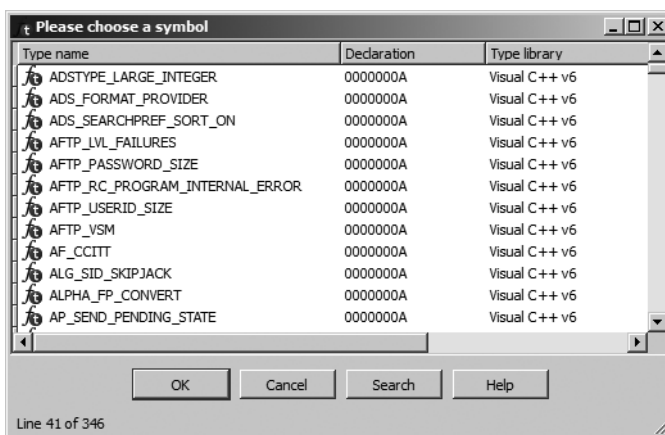 Please choose a symbol
Type name Declaration Type library
ADSTYPE_LARGE_INTEGER 0000000A Visual C++ v6
ADS_FORMAT_PROVIDER 0000000A Visual C++ v6
ADS_SEARCHPREF_SORT_ON 0000000A Visual C++ v6
AFTP_LVL_FAILURES 0000000A Visual C++ v6
AFTP_PASSWORD_SIZE 0000000A Visual C++ v6
AFTP_RC_PROGRAM_INTERNAL_ERROR 0000000A Visual C++ v6
AFTP_USERID_SIZE 0000000A Visual C++ v6
AFTP_VSM 0000000A Visual C++ v6
AF_CCITT 0000000A Visual C++ v6
ALG_SID_SKIPJACK 0000000A Visual C++ v6
ALPHA_FP_CONVERT 0000000A Visual C++ v6
AP_SEND_PENDING_STATE 0000000A Visual C++ v6
OK Cancel Search Help
Line 41 of 346